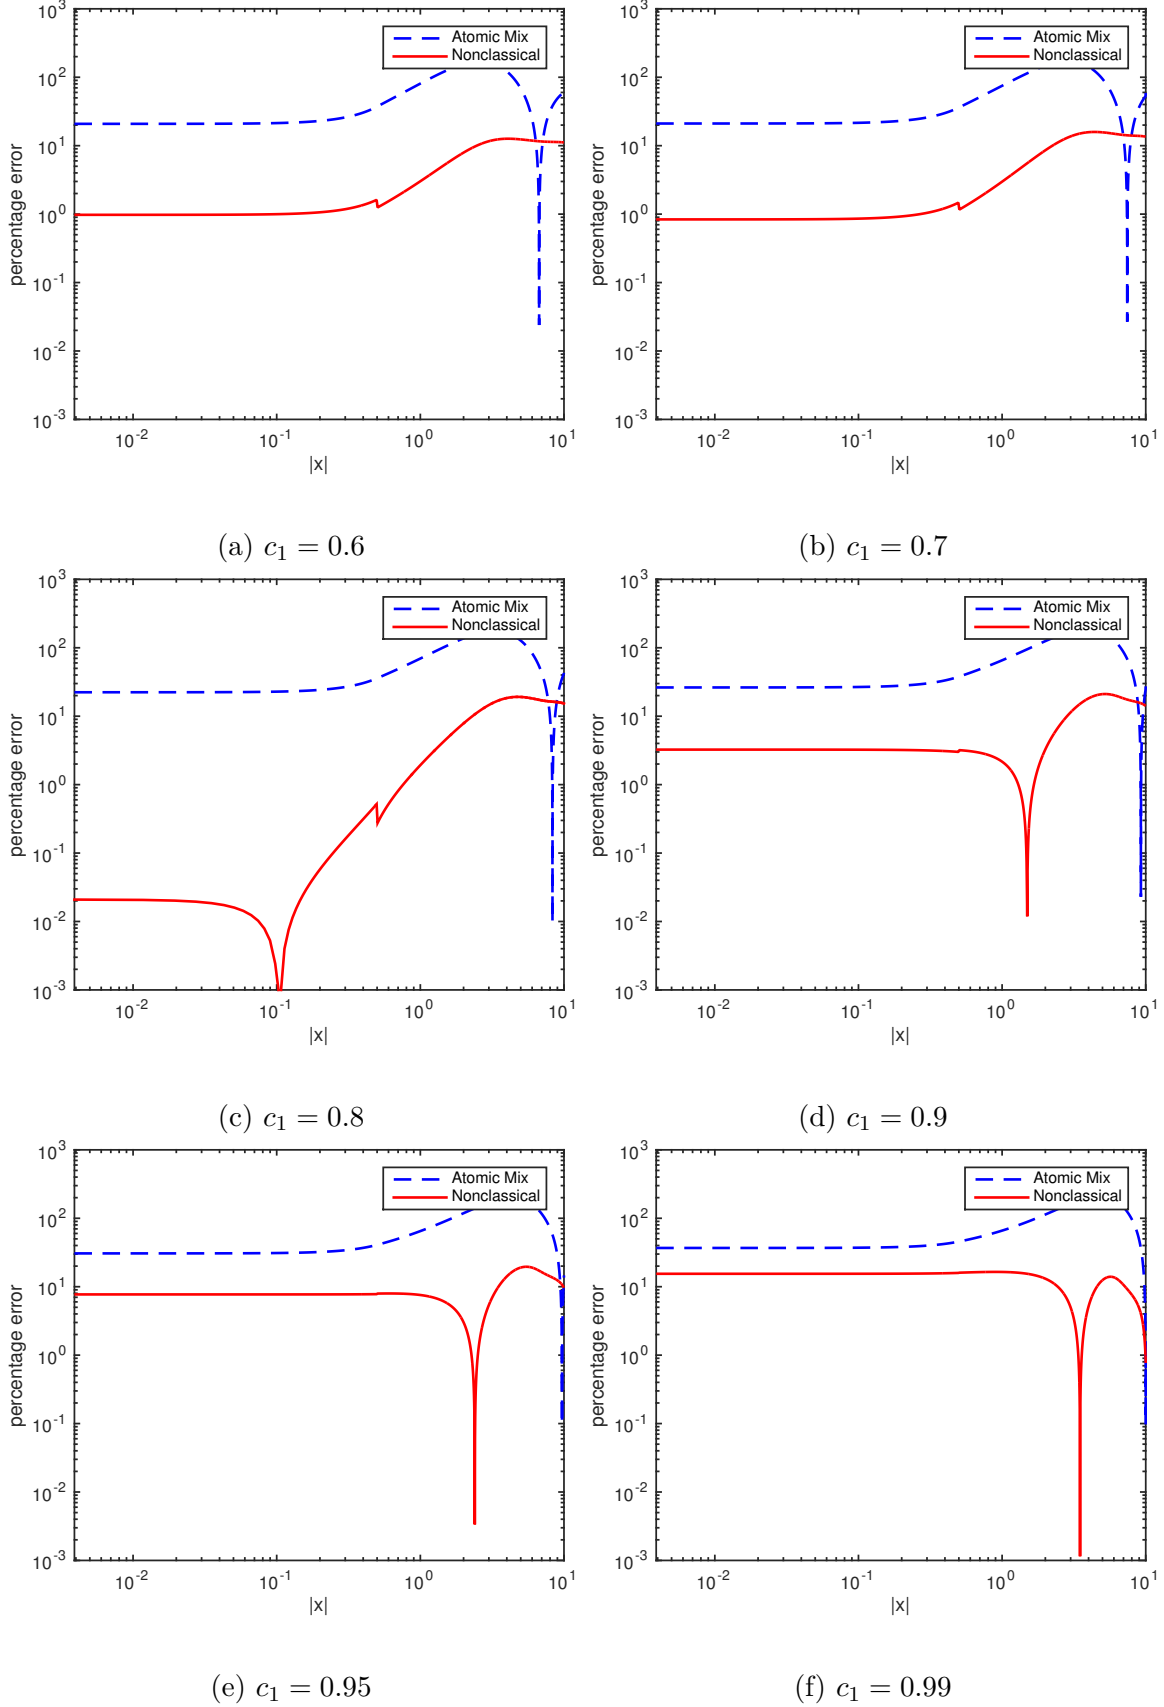 10^3
10^2
10^1
10^0
10^-1
10^-2
10^-3
percentage error
Atomic Mix
Nonclassical
10^-2 10^-1 10^0 10^1
|x|
(a) c_1 = 0.6
10^3
10^2
10^1
10^0
10^-1
10^-2
10^-3
percentage error
Atomic Mix
Nonclassical
10^-2 10^-1 10^0 10^1
|x|
(b) c_1 = 0.7
10^3
10^2
10^1
10^0
10^-1
10^-2
10^-3
percentage error
Atomic Mix
Nonclassical
10^-2 10^-1 10^0 10^1
|x|
(c) c_1 = 0.8
10^3
10^2
10^1
10^0
10^-1
10^-2
10^-3
percentage error
Atomic Mix
Nonclassical
10^-2 10^-1 10^0 10^1
|x|
(d) c_1 = 0.9
10^3
10^2
10^1
10^0
10^-1
10^-2
10^-3
percentage error
Atomic Mix
Nonclassical
10^-2 10^-1 10^0 10^1
|x|
(e) c_1 = 0.95
10^3
10^2
10^1
10^0
10^-1
10^-2
10^-3
percentage error
Atomic Mix
Nonclassical
10^-2 10^-1 10^0 10^1
|x|
(f) c_1 = 0.99